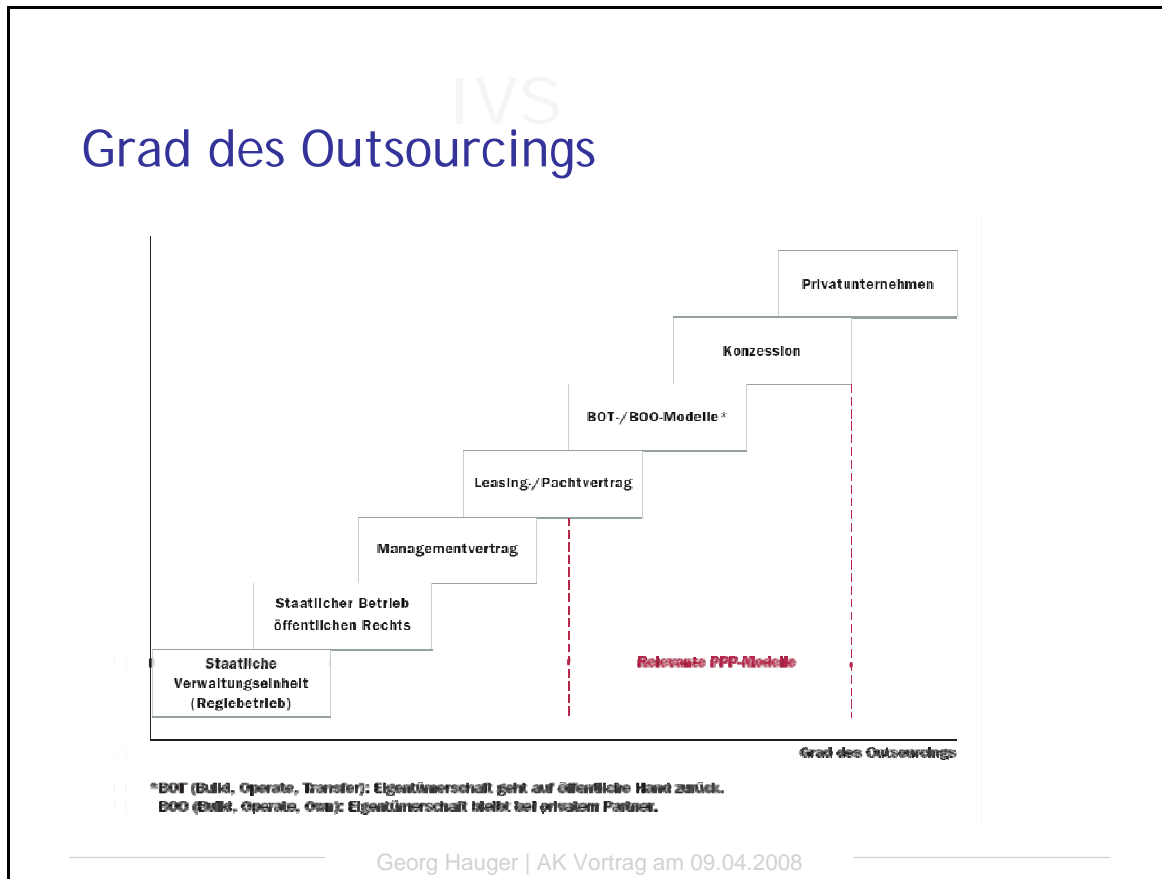 IVS
Grad des Outsourcings
Privatunternehmen
Konzession
BOT-/BOO-Modelle*
Leasing-/Pachtvertrag
Managementvertrag
Staatlicher Betrieb
öffentlichen Rechts
Staatliche
Verwaltungseinheit
(Regiebetrieb)
Relevante PPP-Modelle
Grad des Outsourcings
*BOT (Build, Operate, Transfer): Eigentümerschaft geht auf öffentliche Hand zurück.
BOO (Build, Operate, Own): Eigentümerschaft bleibt bei privatem Partner.
Georg Hauger | AK Vortrag am 09.04.2008